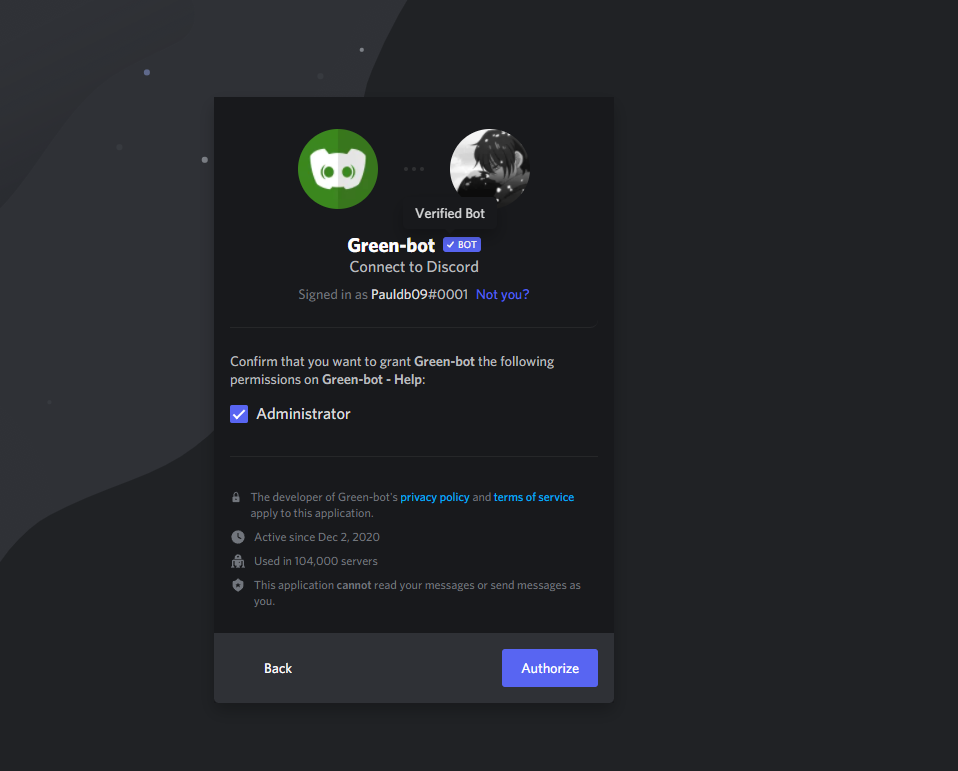 Verified Bot
Green-bot ✓ BOT
Connect to Discord
Signed in as Pauldb09#0001 Not you?
Confirm that you want to grant Green-bot the following
permissions on Green-bot - Help:
Administrator
The developer of Green-bot's privacy policy and terms of service
apply to this application.
Active since Dec 2, 2020
Used in 104,000 servers
This application cannot read your messages or send messages as
you.
Back
Authorize